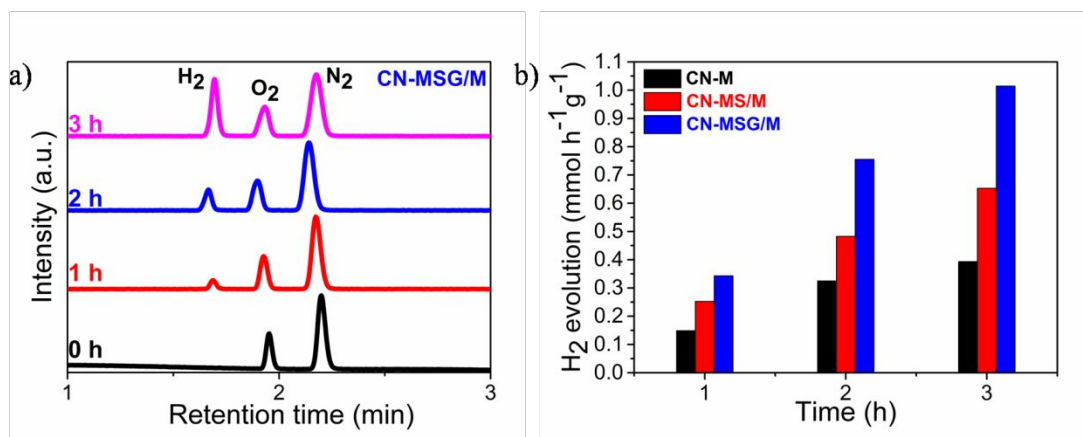 a)
H2
O2
N2
CN-MSG/M
3 h
2 h
1 h
0 h
Intensity (a.u.)
1
2
3
Retention time (min)
b)
CN-M
CN-MS/M
CN-MSG/M
1.1
1.0
0.9
0.8
0.7
0.6
0.5
0.4
0.3
0.2
0.1
0.0
H2 evolution (mmol h⁻¹g⁻¹)
1
2
3
Time (h)